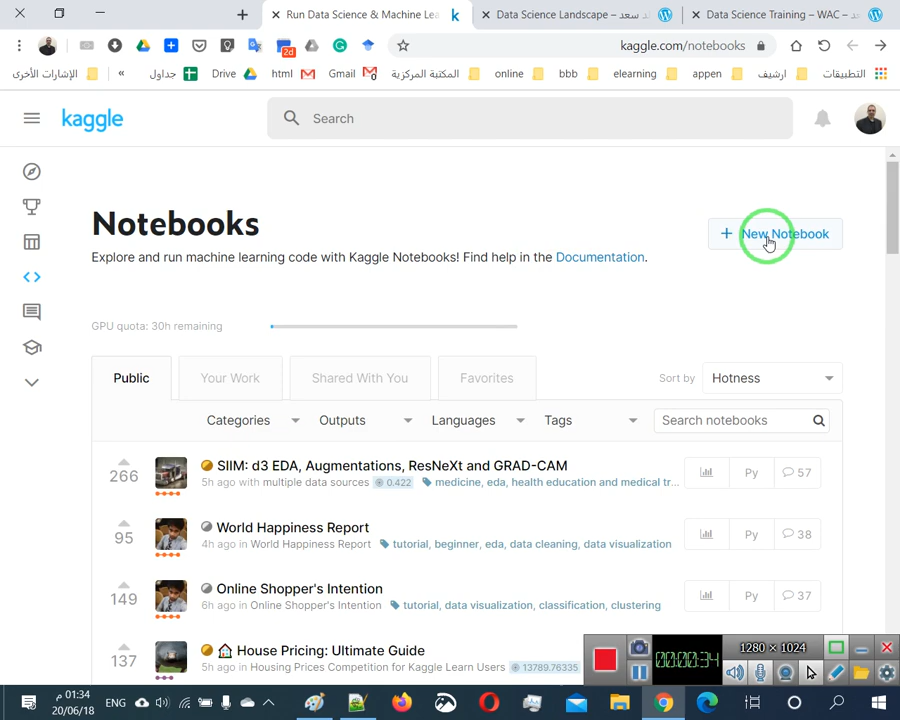 Run Data Science & Machine Lea
Data Science Landscape – د سعد
Data Science Training – WAC –
kaggle.com/notebooks
2d
الإشارات الأخرى
»
جداول
Drive
html
Gmail
المكتبة المركزية
online
bbb
elearning
appen
ارشيف
التطبيقات
kaggle
Search
Notebooks
+ New Notebook
Explore and run machine learning code with Kaggle Notebooks! Find help in the Documentation.
GPU quota: 30h remaining
Public
Your Work
Shared With You
Favorites
Sort by
Hotness
Categories
Outputs
Languages
Tags
Search notebooks
266
SIIM: d3 EDA, Augmentations, ResNeXt and GRAD-CAM
5h ago with multiple data sources 0.422 medicine, eda, health education and medical tr...
Py
57
95
World Happiness Report
4h ago in World Happiness Report tutorial, beginner, eda, data cleaning, data visualization
Py
38
149
Online Shopper's Intention
6h ago in Online Shopper's Intention tutorial, data visualization, classification, clustering
Py
37
137
House Pricing: Ultimate Guide
5h ago in Housing Prices Competition for Kaggle Learn Users 13789.76335
00:00:34
1280 × 1024
01:34 م
20/06/18
ENG